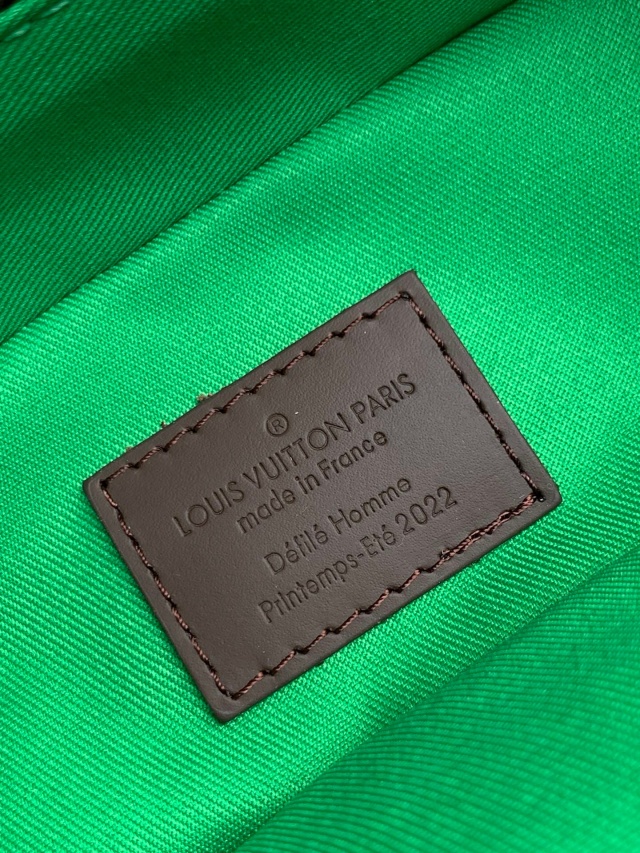 ®
LOUIS VUITTON PARIS
made in France
Défilé Homme
Printemps-Eté 2022